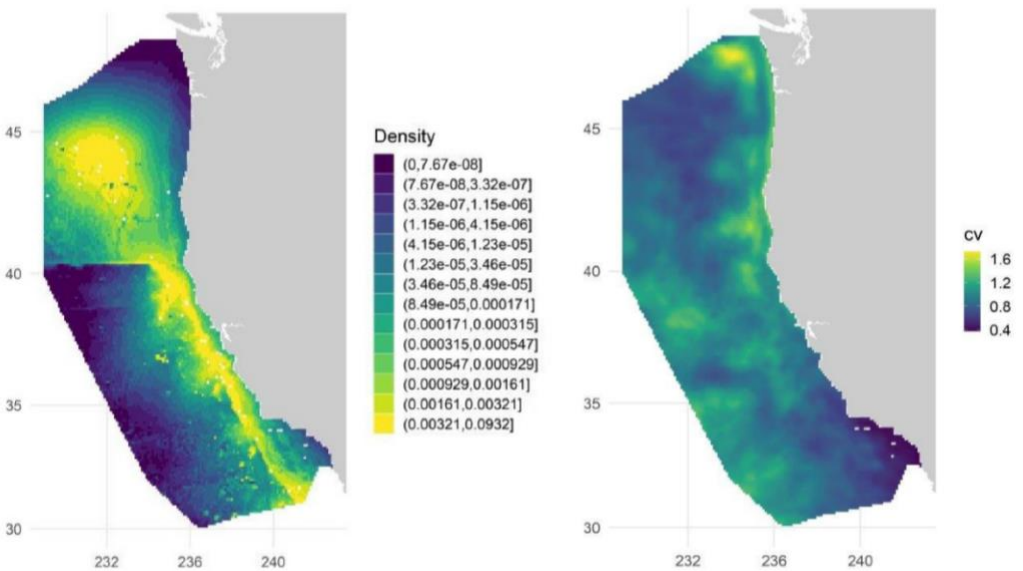 45
40
35
30
232
236
240
Density
(0,7.67e-08]
(7.67e-08,3.32e-07]
(3.32e-07,1.15e-06]
(1.15e-06,4.15e-06]
(4.15e-06,1.23e-05]
(1.23e-05,3.46e-05]
(3.46e-05,8.49e-05]
(8.49e-05,0.000171]
(0.000171,0.000315]
(0.000315,0.000547]
(0.000547,0.000929]
(0.000929,0.00161]
(0.00161,0.00321]
(0.00321,0.0932]
45
40
35
30
232
236
240
cv
1.6
1.2
0.8
0.4